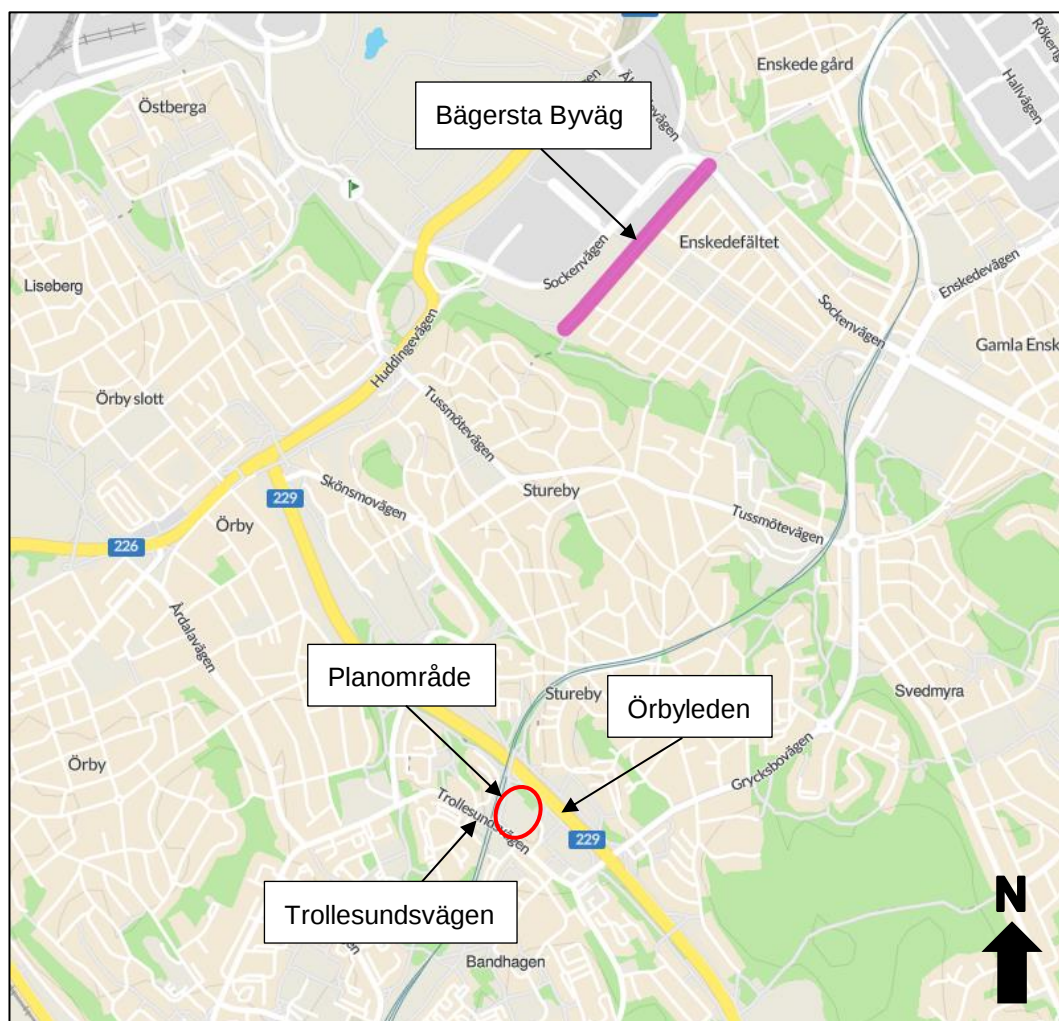 Enskede gård
Rökerig
Hallvägen
Östberga
Bägersta Byväg
Enskedefältet
Sockenvägen
Liseberg
Enskedevägen
Sockenvägen
Gamla Ensk
Huddingevägen
Örby slott
Tussmötevägen
Stureby
Skönsmovägen
229
Örby
226
Tussmötevägen
Årdalavägen
Planområde
Stureby
Örbyleden
Svedmyra
Örby
Grycksbovägen
Trollesundsvägen
229
Trollesundsvägen
N
Bandhagen